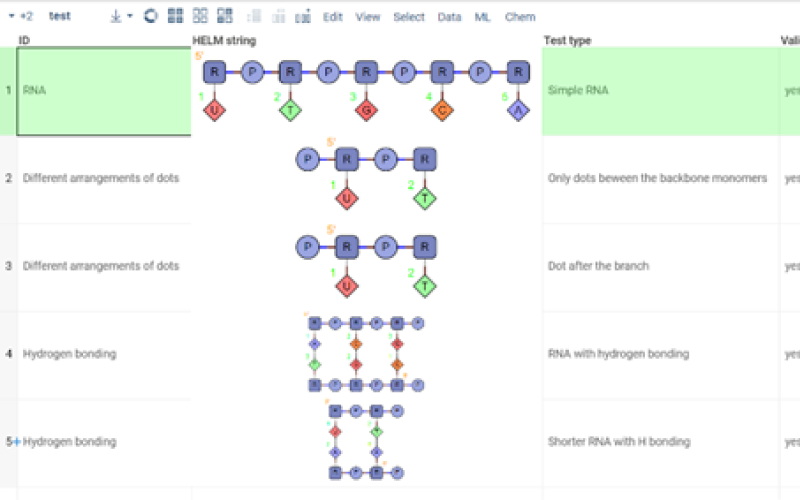 +2 test Edit View Select Data ML Chem
ID HELM string Test type Vali
1 RNA Simple RNA yes
5'
R P R P R P R P R
1 2 3 4 5
U T G C A
2 Different arrangements of dots Only dots beween the backbone monomers yes
5'
P R P R
1 2
U T
3 Different arrangements of dots Dot after the branch yes
5'
P R P R
1 2
U T
4 Hydrogen bonding RNA with hydrogen bonding yes
5 Hydrogen bonding Shorter RNA with H bonding yes